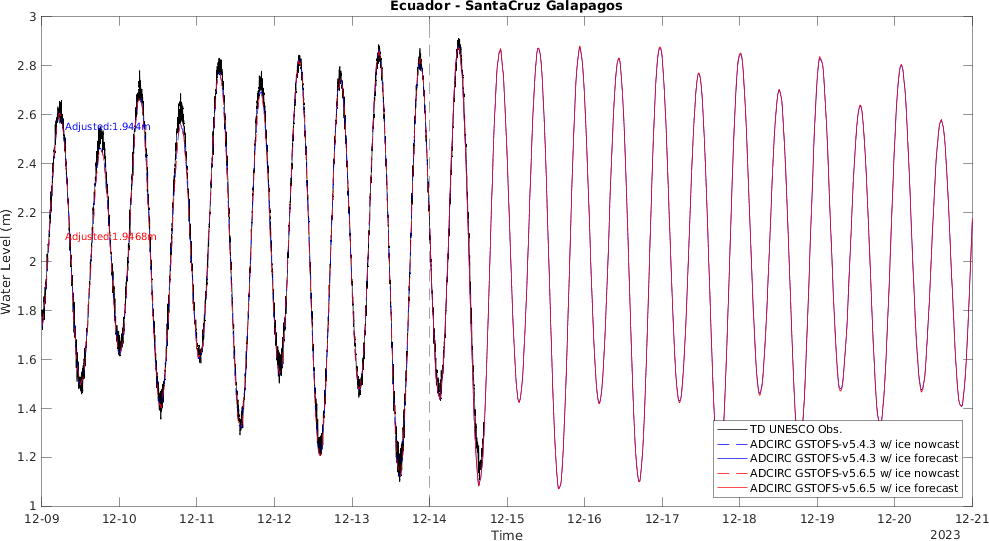 Ecuador - SantaCruz Galapagos
3
2.8
2.6
2.4
2.2
2
1.8
1.6
1.4
1.2
1
Water Level (m)
Adjusted:1.944m
Adjusted:1.9468m
TD UNESCO Obs.
ADCIRC GSTOFS-v5.4.3 w/ ice nowcast
ADCIRC GSTOFS-v5.4.3 w/ ice forecast
ADCIRC GSTOFS-v5.6.5 w/ ice nowcast
ADCIRC GSTOFS-v5.6.5 w/ ice forecast
12-09 12-10 12-11 12-12 12-13 12-14 12-15 12-16 12-17 12-18 12-19 12-20 12-21
Time
2023